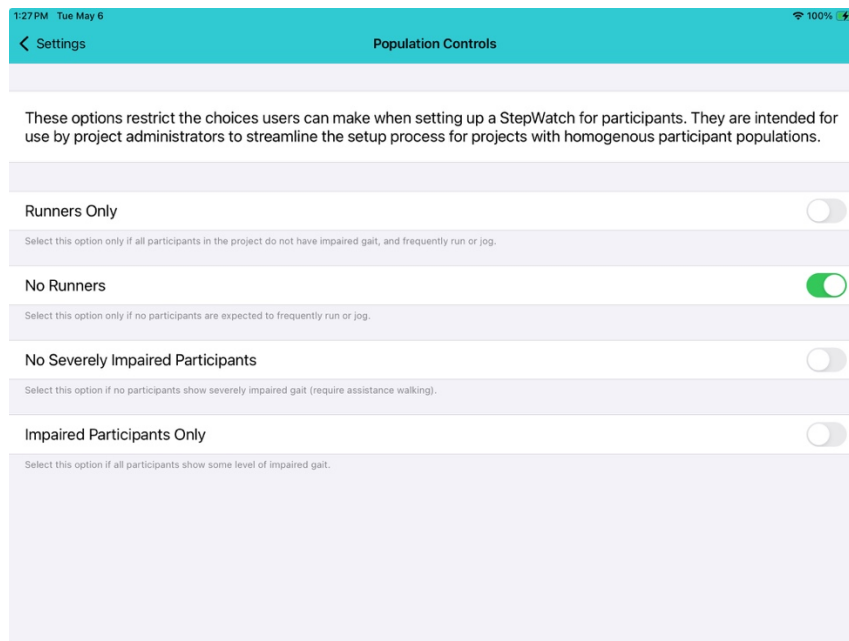 1:27 PM Tue May 6
100%
Settings
Population Controls
These options restrict the choices users can make when setting up a StepWatch for participants. They are intended for
use by project administrators to streamline the setup process for projects with homogenous participant populations.
Runners Only
Select this option only if all participants in the project do not have impaired gait, and frequently run or jog.
No Runners
Select this option only if no participants are expected to frequently run or jog.
No Severely Impaired Participants
Select this option if no participants show severely impaired gait (require assistance walking).
Impaired Participants Only
Select this option if all participants show some level of impaired gait.